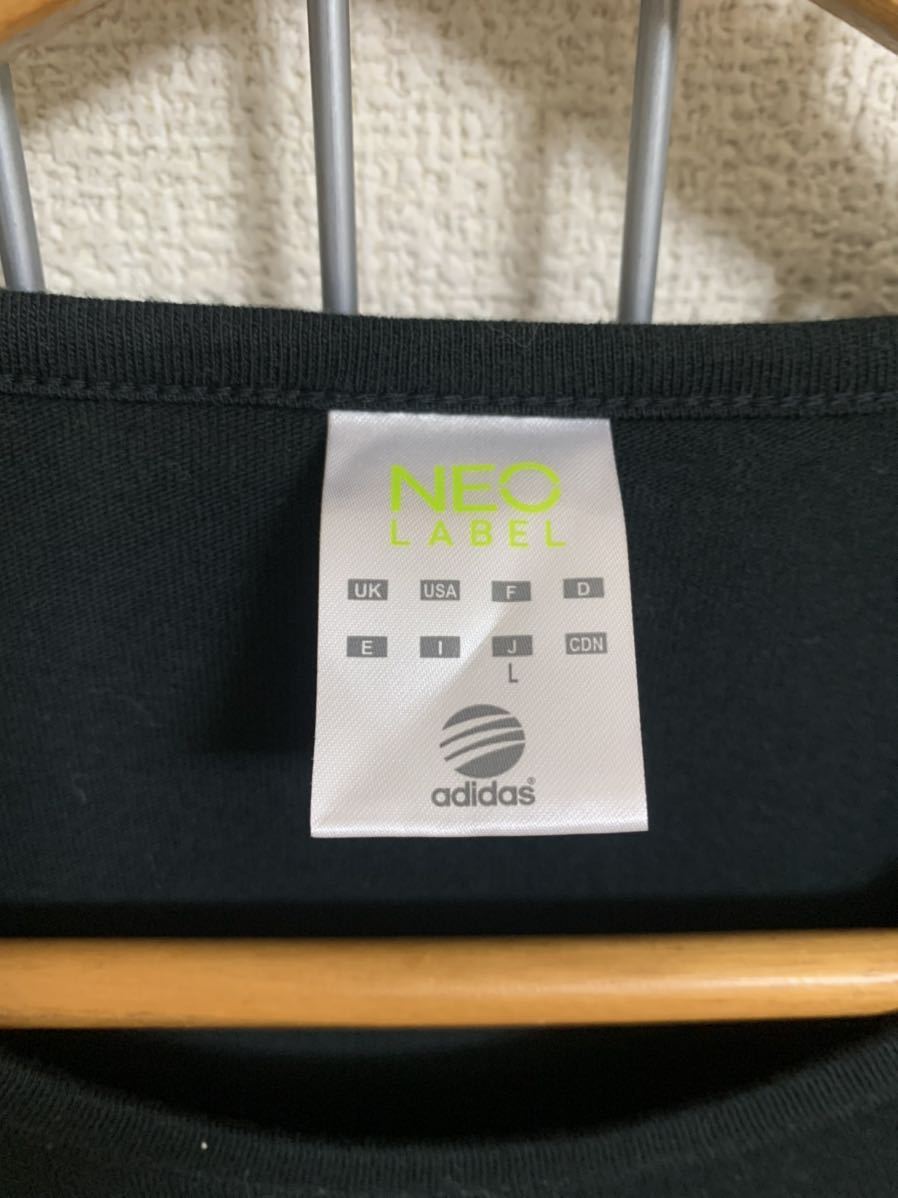 NEO
LABEL
UK USA F D
E I J CDN
L
adidas®